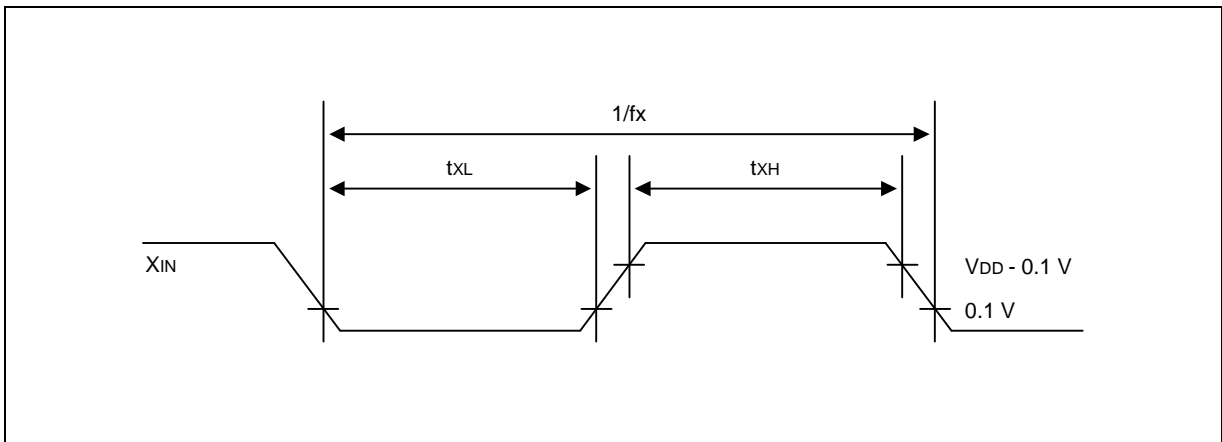 1/fx
tXL
tXH
XIN
VDD - 0.1 V
0.1 V